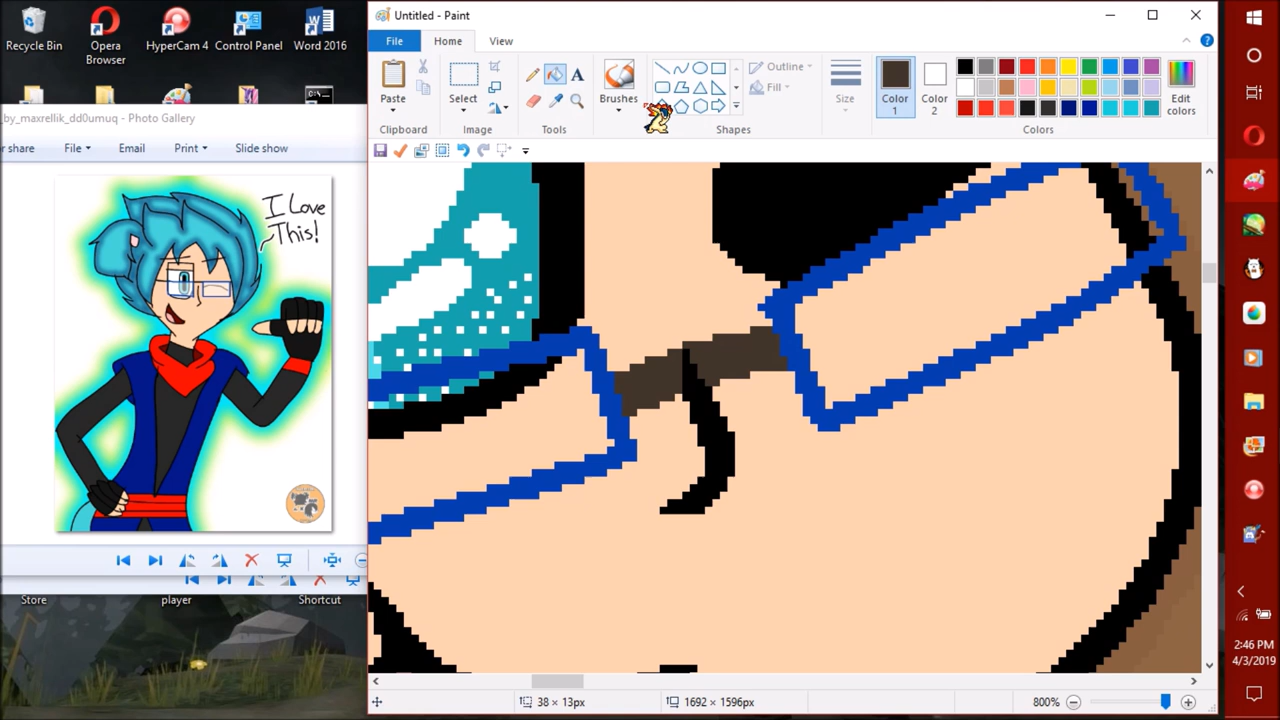 Recycle Bin
Opera
Browser
HyperCam 4
Control Panel
Word 2016
_by_maxrellik_dd0umuq - Photo Gallery
or share
File
Email
Print
Slide show
I Love
This!
Store
player
Shortcut
Untitled - Paint
File
Home
View
Paste
Select
Brushes
Outline
Fill
Size
Color
1
Color
2
Edit
colors
Clipboard
Image
Tools
Shapes
Colors
38 × 13px
1692 × 1596px
800%
2:46 PM
4/3/2019